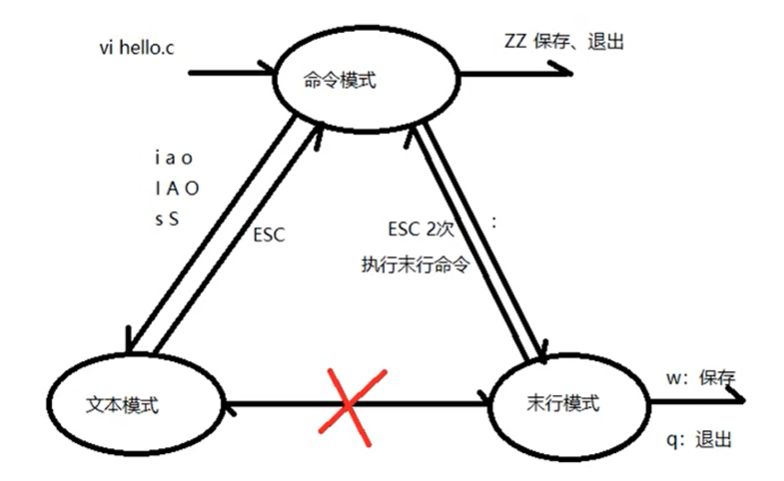 vi hello.c
ZZ 保存、退出
命令模式
i a o
I A O
s S
ESC
ESC 2次
:
执行末行命令
文本模式
末行模式
w：保存
q：退出